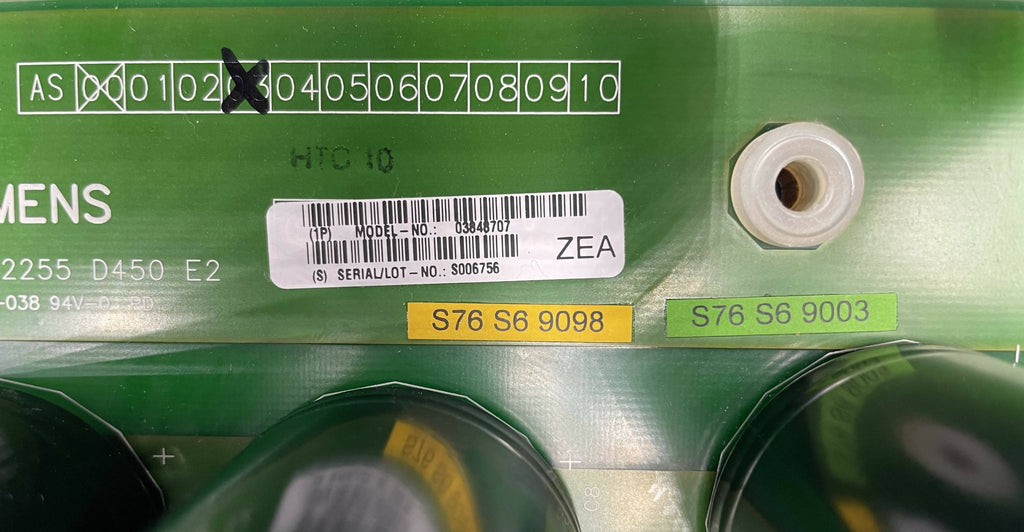 AS 00 01 02 03 04 05 06 07 08 09 10
HTC 10
MENS
2255 D450 E2
-038 94V-0
(1P) MODEL-NO.: 03848707
(S) SERIAL/LOT-NO.: S006756
ZEA
S76 S6 9098
S76 S6 9003
C8